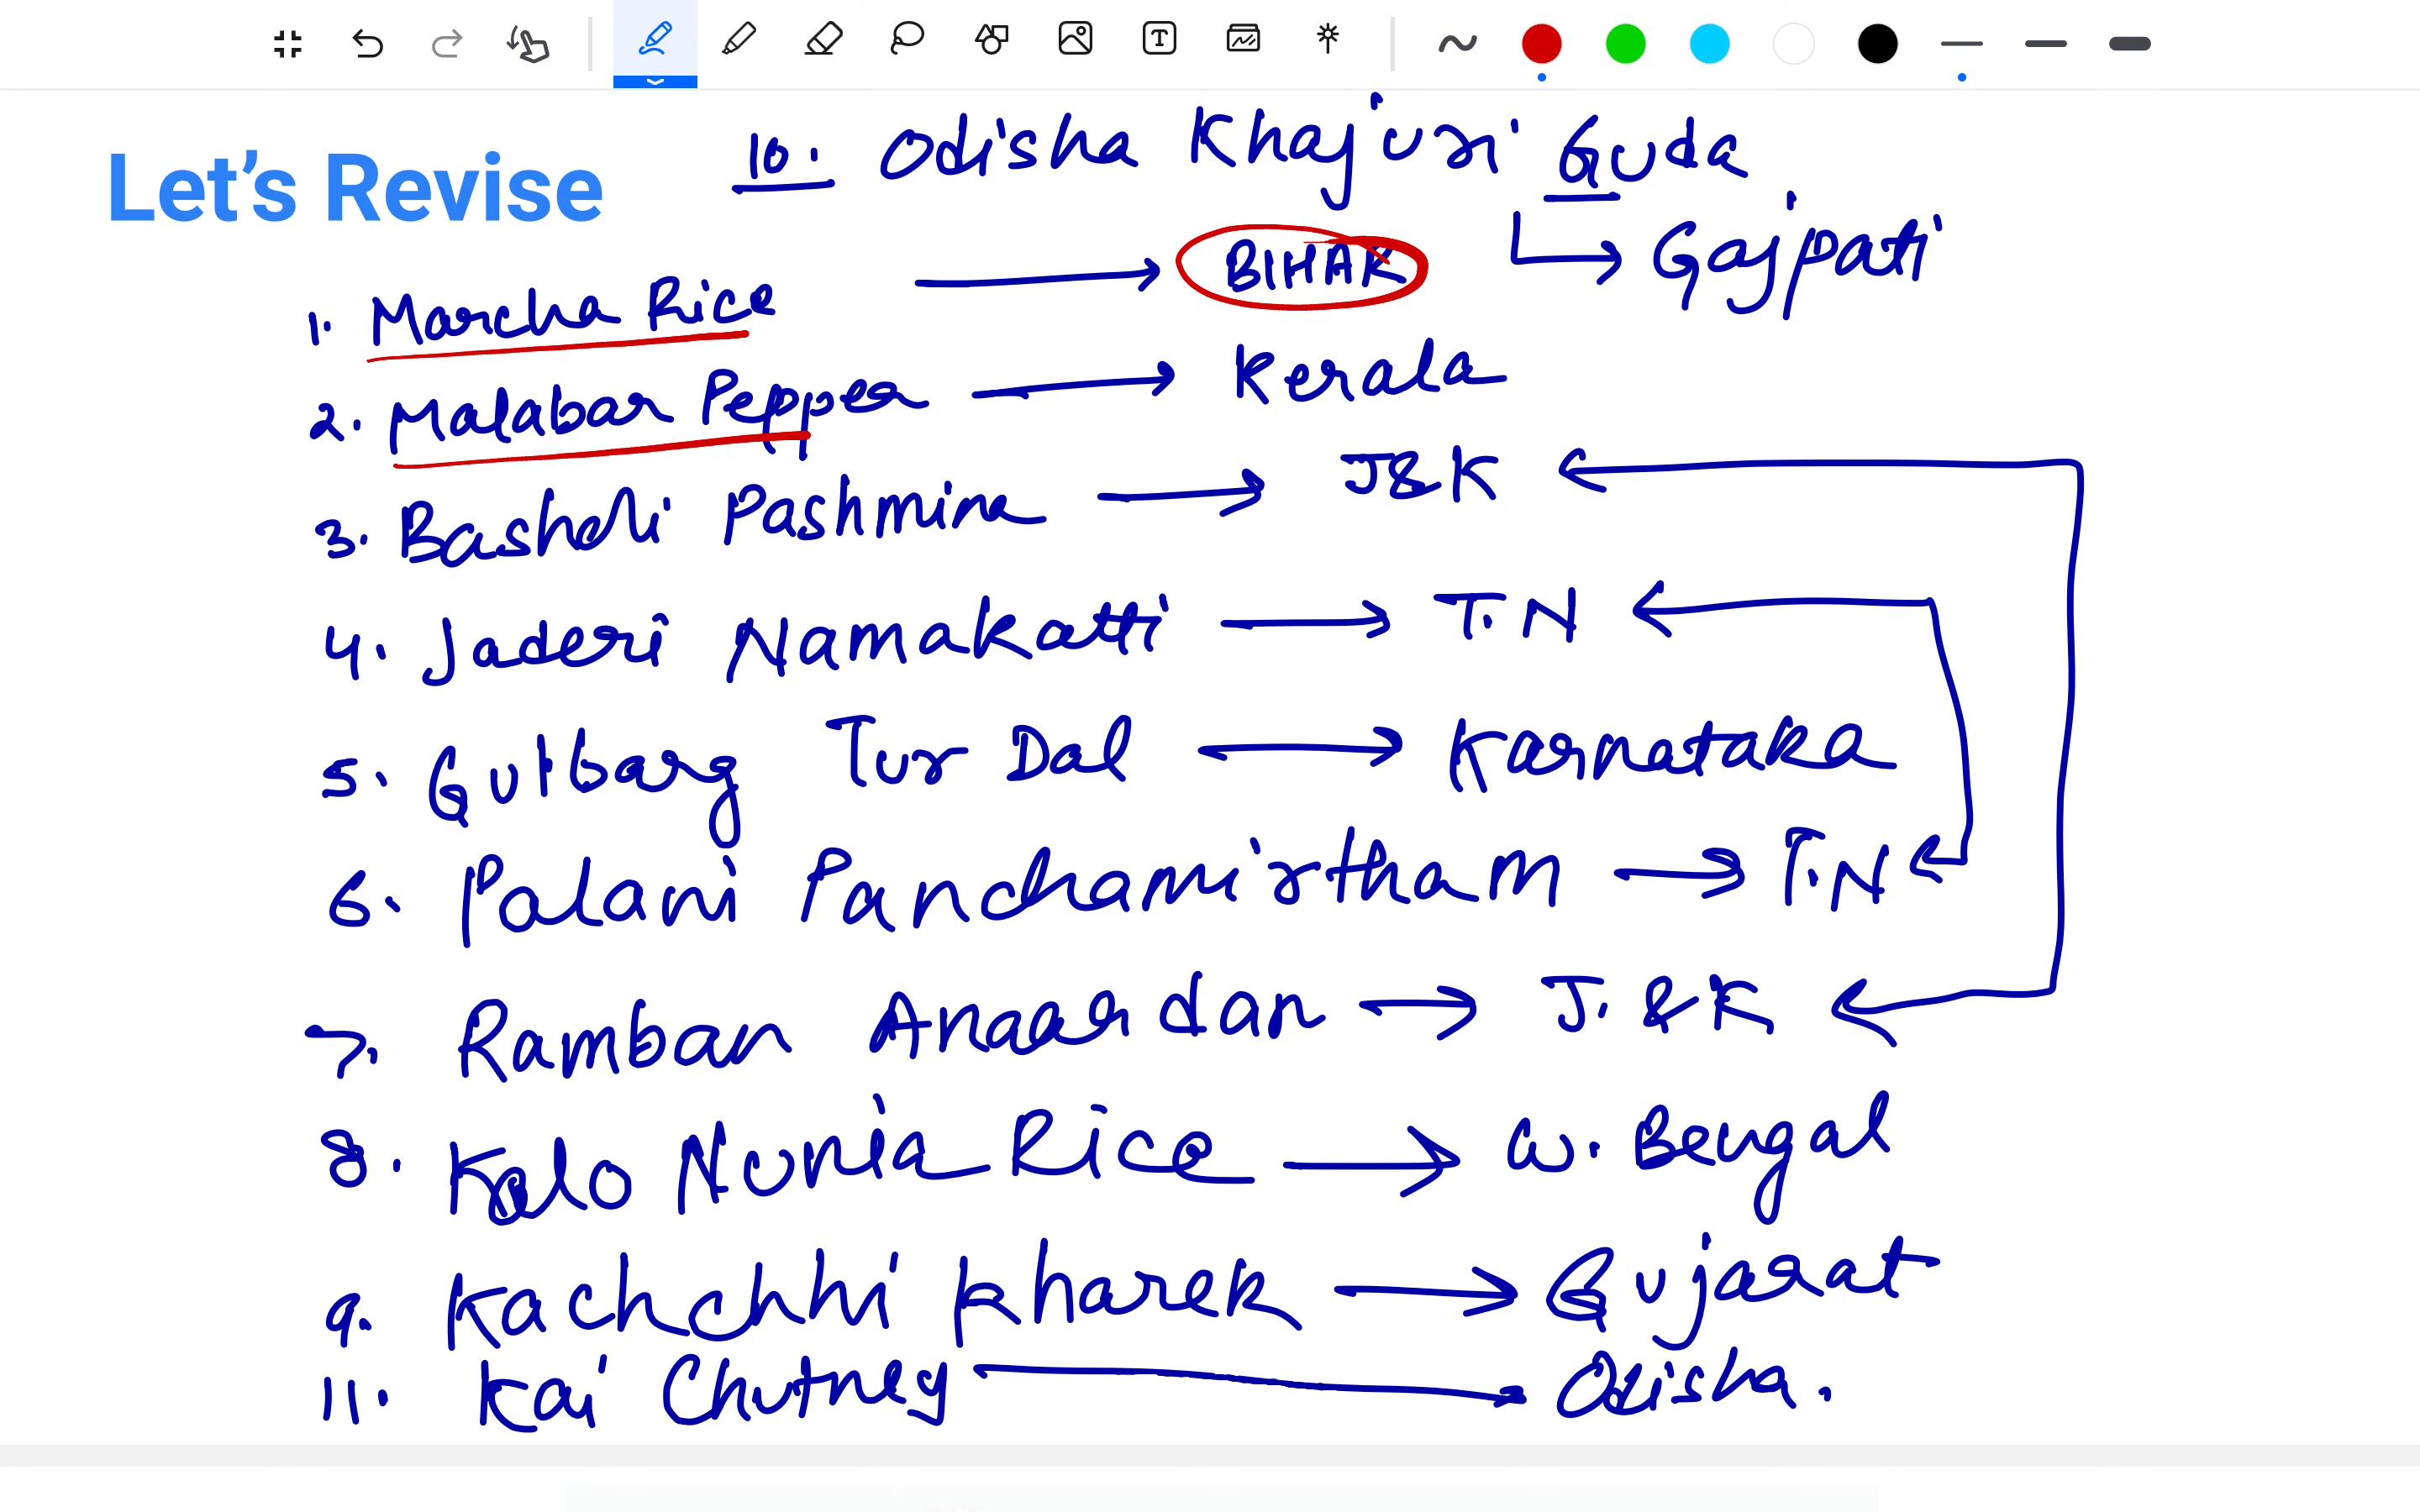 Let's Revise
10. Odisha Khajuri Guda
↳ Gajpati
1. Marcha Rice → BIHAR
2. Malabar Pepper → Kerala
3. Basholi Pashmina → J&K
4. Jaderi Namakatti → T.N
5. Gulbarg Tur Dal → Karnataka
6. Palani Panchamirtham → T.N
7. Ramban Anardan → J.&K
8. Kalo Nunia Rice → W. Bengal
9. Kachchhi Kharek → Gujarat
11. Kai Chutney → Odisha.